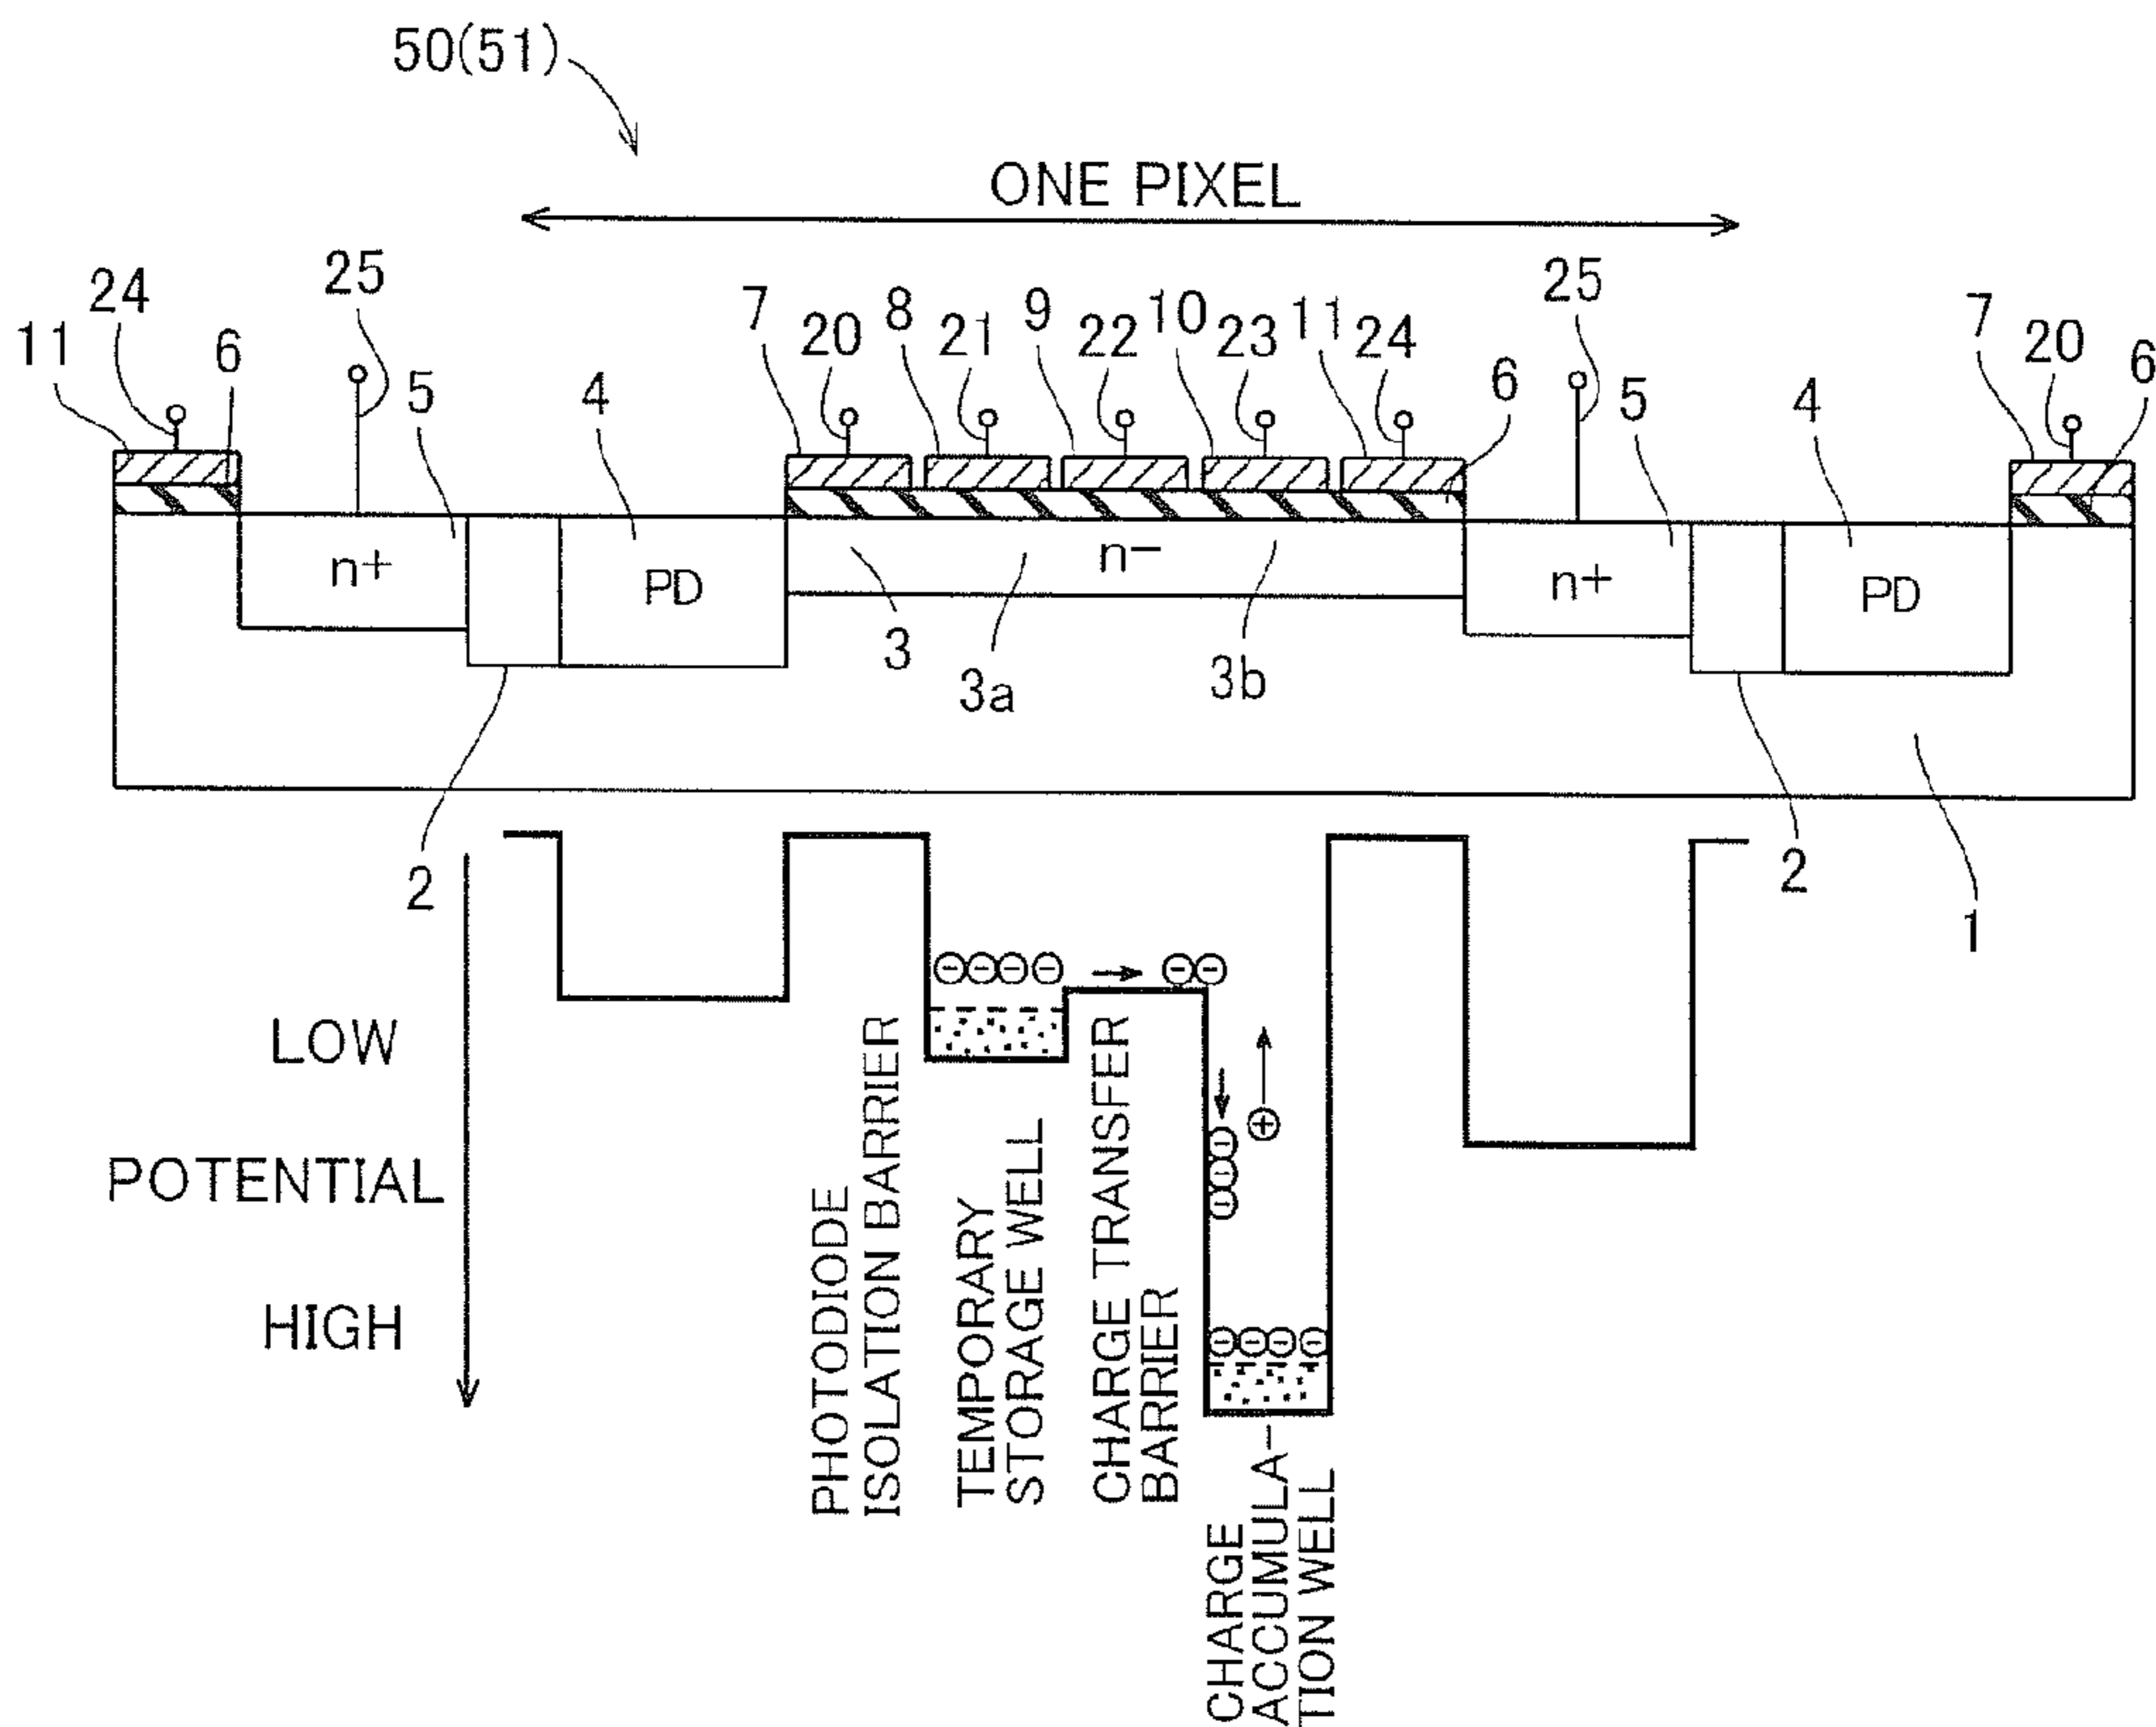 50(51)
ONE PIXEL
24
25
25
11
6
5
4
7
20
8
21
9
22
10
23
11
24
6
5
4
7
20
6
n+
PD
n-
n+
PD
3
3a
3b
2
2
1
LOW
POTENTIAL
HIGH
PHOTODIODE
ISOLATION BARRIER
TEMPORARY
STORAGE WELL
CHARGE TRANSFER
BARRIER
CHARGE
ACCUMULA-
TION WELL